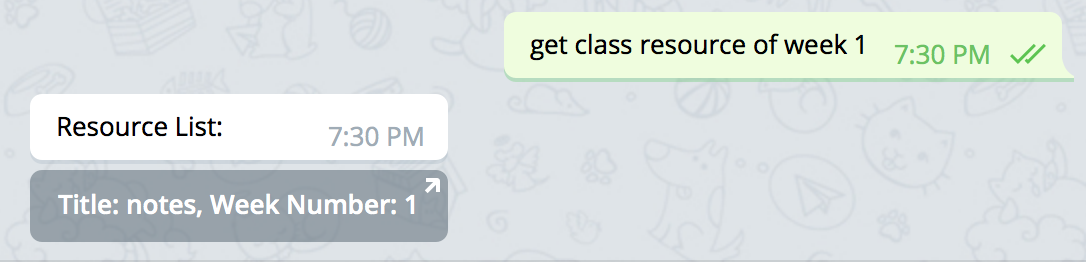 get class resource of week 1 7:30 PM
Resource List: 7:30 PM
Title: notes, Week Number: 1